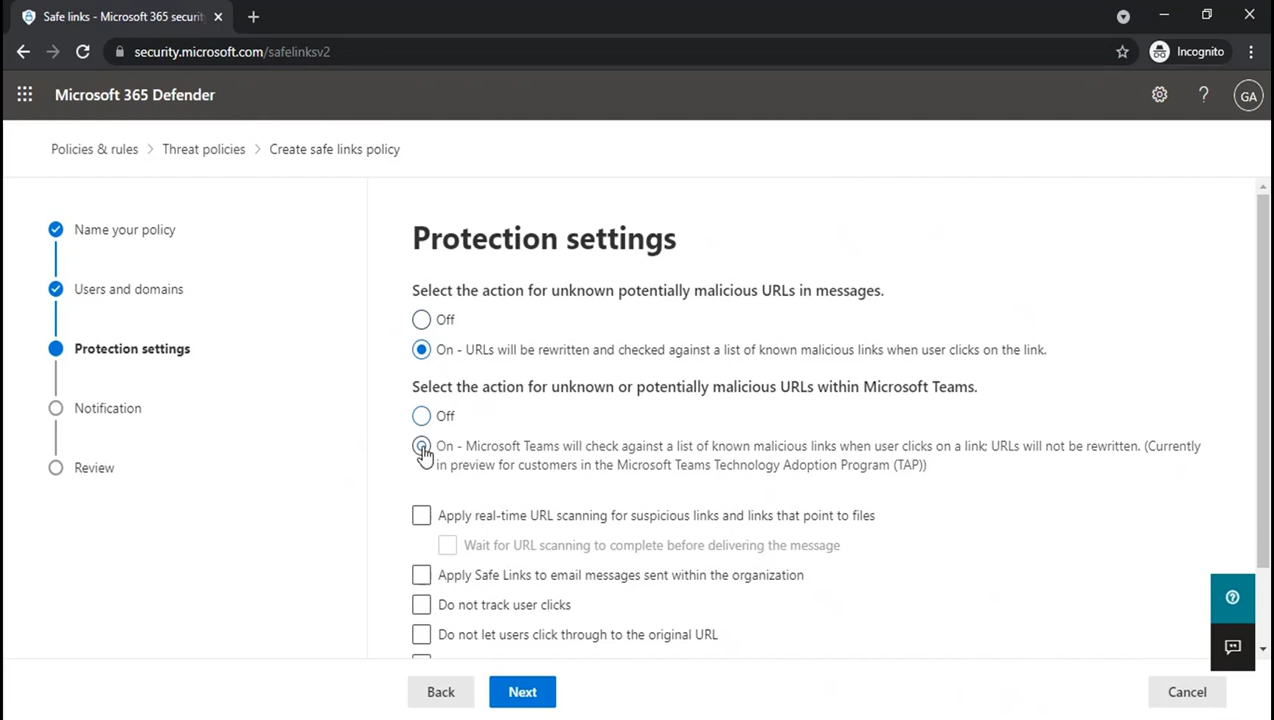 Safe links - Microsoft 365 securit
security.microsoft.com/safelinksv2
Incognito
Microsoft 365 Defender
?
GA
Policies & rules > Threat policies > Create safe links policy
Name your policy
Users and domains
Protection settings
Notification
Review
Protection settings
Select the action for unknown potentially malicious URLs in messages.
Off
On - URLs will be rewritten and checked against a list of known malicious links when user clicks on the link.
Select the action for unknown or potentially malicious URLs within Microsoft Teams.
Off
On - Microsoft Teams will check against a list of known malicious links when user clicks on a link; URLs will not be rewritten. (Currently
in preview for customers in the Microsoft Teams Technology Adoption Program (TAP))
Apply real-time URL scanning for suspicious links and links that point to files
Wait for URL scanning to complete before delivering the message
Apply Safe Links to email messages sent within the organization
Do not track user clicks
Do not let users click through to the original URL
Back
Next
Cancel